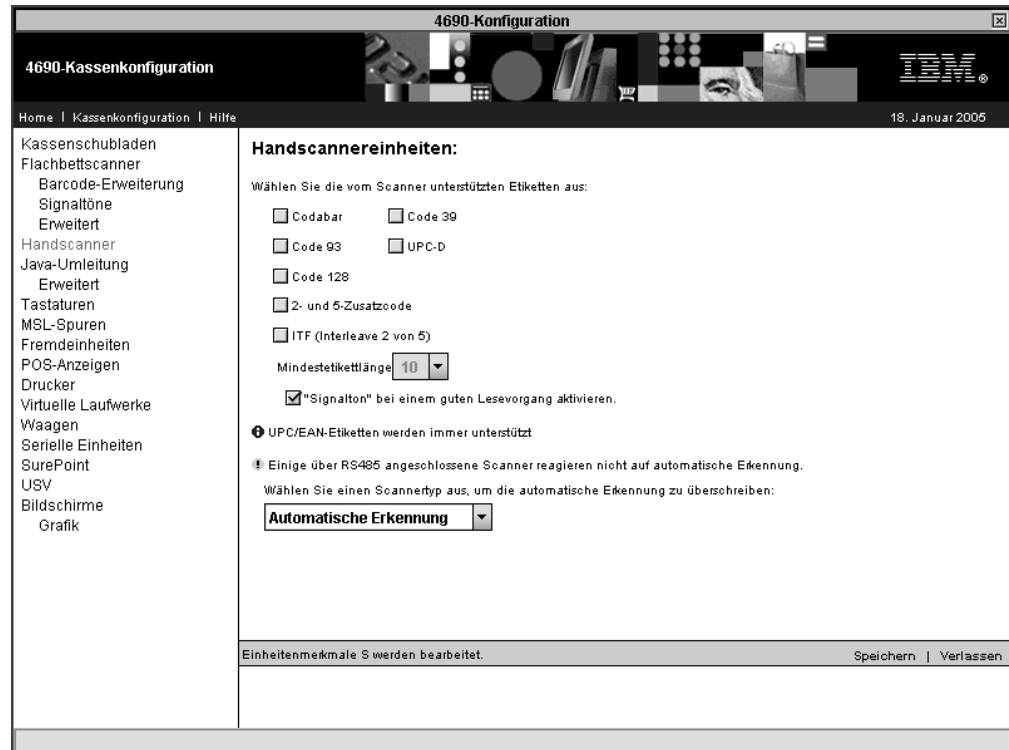 4690-Konfiguration
4690-Kassenkonfiguration
IBM®
Home | Kassenkonfiguration | Hilfe
18. Januar 2005
Kassenschubladen
Flachbettscanner
Barcode-Erweiterung
Signaltöne
Erweitert
Handscanner
Java-Umleitung
Erweitert
Tastaturen
MSL-Spuren
Fremdeinheiten
POS-Anzeigen
Drucker
Virtuelle Laufwerke
Waagen
Serielle Einheiten
SurePoint
USV
Bildschirme
Grafik
Handscannereinheiten:
Wählen Sie die vom Scanner unterstützten Etiketten aus:
Codabar
Code 39
Code 93
UPC-D
Code 128
2- und 5-Zusatzcode
ITF (Interleave 2 von 5)
Mindestetikettlänge 10
"Signalton" bei einem guten Lesevorgang aktivieren.
UPC/EAN-Etiketten werden immer unterstützt
Einige über RS485 angeschlossene Scanner reagieren nicht auf automatische Erkennung.
Wählen Sie einen Scannertyp aus, um die automatische Erkennung zu überschreiben:
Automatische Erkennung
Einheitenmerkmale S werden bearbeitet.
Speichern | Verlassen